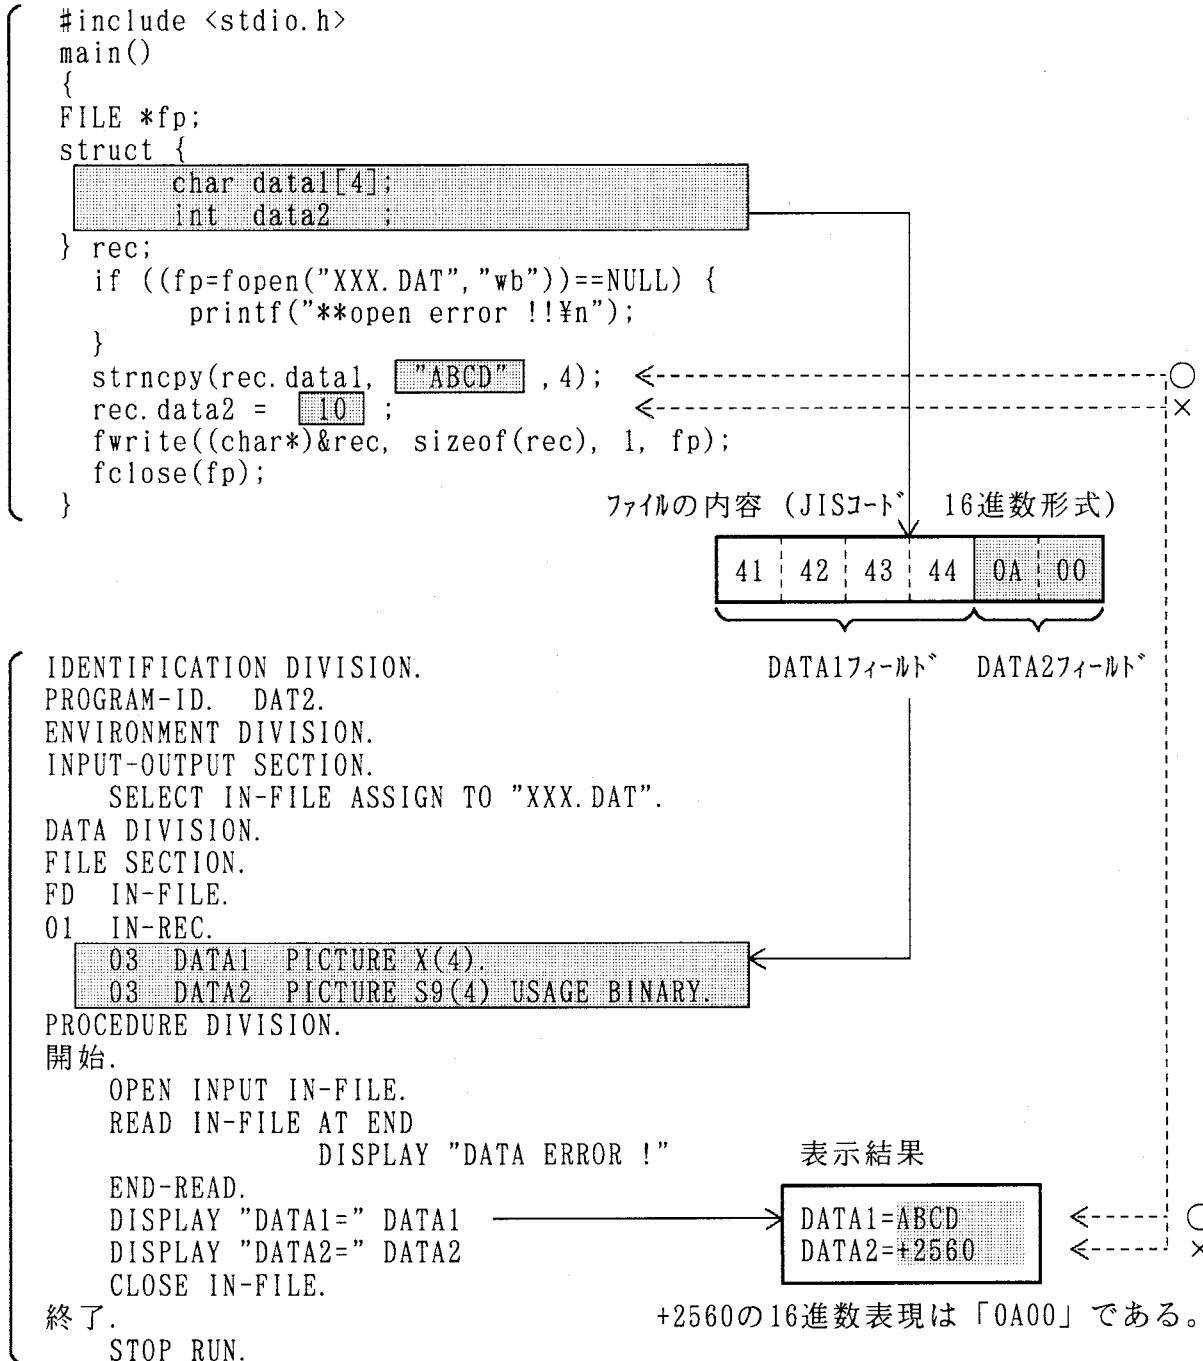 #include <stdio.h>
main()
{
FILE *fp;
struct {
char data1[4];
int data2 ;
} rec;
if ((fp=fopen("XXX.DAT","wb"))==NULL) {
printf("**open error !!¥n");
}
strncpy(rec.data1, "ABCD" ,4); ○
rec.data2 = 10 ; ×
fwrite((char*)&rec, sizeof(rec), 1, fp);
fclose(fp);
}
ファイルの内容 (JISコード 16進数形式)
41 42 43 44 0A 00
DATA1フィールド DATA2フィールド
IDENTIFICATION DIVISION.
PROGRAM-ID. DAT2.
ENVIRONMENT DIVISION.
INPUT-OUTPUT SECTION.
SELECT IN-FILE ASSIGN TO "XXX.DAT".
DATA DIVISION.
FILE SECTION.
FD IN-FILE.
01 IN-REC.
03 DATA1 PICTURE X(4).
03 DATA2 PICTURE S9(4) USAGE BINARY.
PROCEDURE DIVISION.
開始.
OPEN INPUT IN-FILE.
READ IN-FILE AT END
DISPLAY "DATA ERROR !"
END-READ.
DISPLAY "DATA1=" DATA1
DISPLAY "DATA2=" DATA2
CLOSE IN-FILE.
終了.
STOP RUN.
表示結果
DATA1=ABCD ○
DATA2=+2560 ×
+2560の16進数表現は「0A00」である。